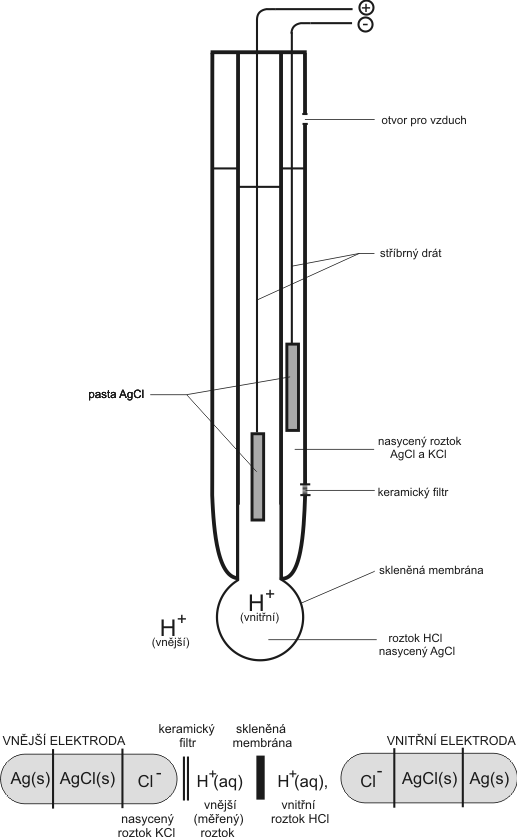 +
-
otvor pro vzduch
stříbrný drát
pasta AgCl
nasycený roztok
AgCl a KCl
keramický filtr
skleněná membrána
H+
(vnitřní)
H+
(vnější)
roztok HCl
nasycený AgCl
VNĚJŠÍ ELEKTRODA
keramický
filtr
skleněná
membrána
VNITŘNÍ ELEKTRODA
Ag(s) AgCl(s) Cl- H+(aq) H+(aq), Cl- AgCl(s) Ag(s)
nasycený
roztok KCl
vnější
(měřený)
roztok
vnitřní
roztok HCl